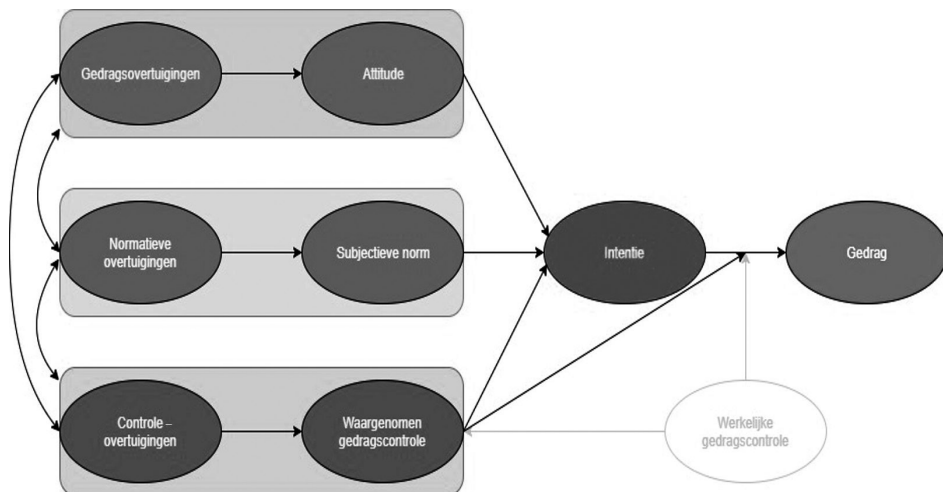 Gedragsovertuigingen
Attitude
Normatieve
overtuigingen
Subjectieve norm
Intentie
Gedrag
Controle –
overtuigingen
Waargenomen
gedragscontrole
Werkelijke
gedragscontrole